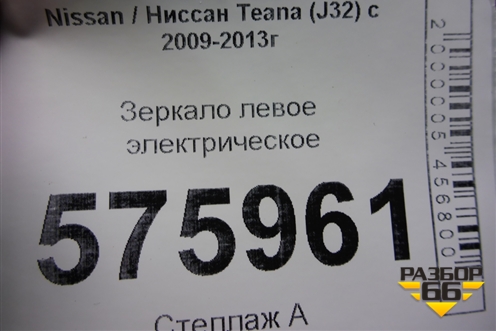 Nissan / Ниссан Teana (J32) с
2009-2013г
Зеркало левое
электрическое
575961
Стеллаж А
2000005456800
РАЗБОР
66